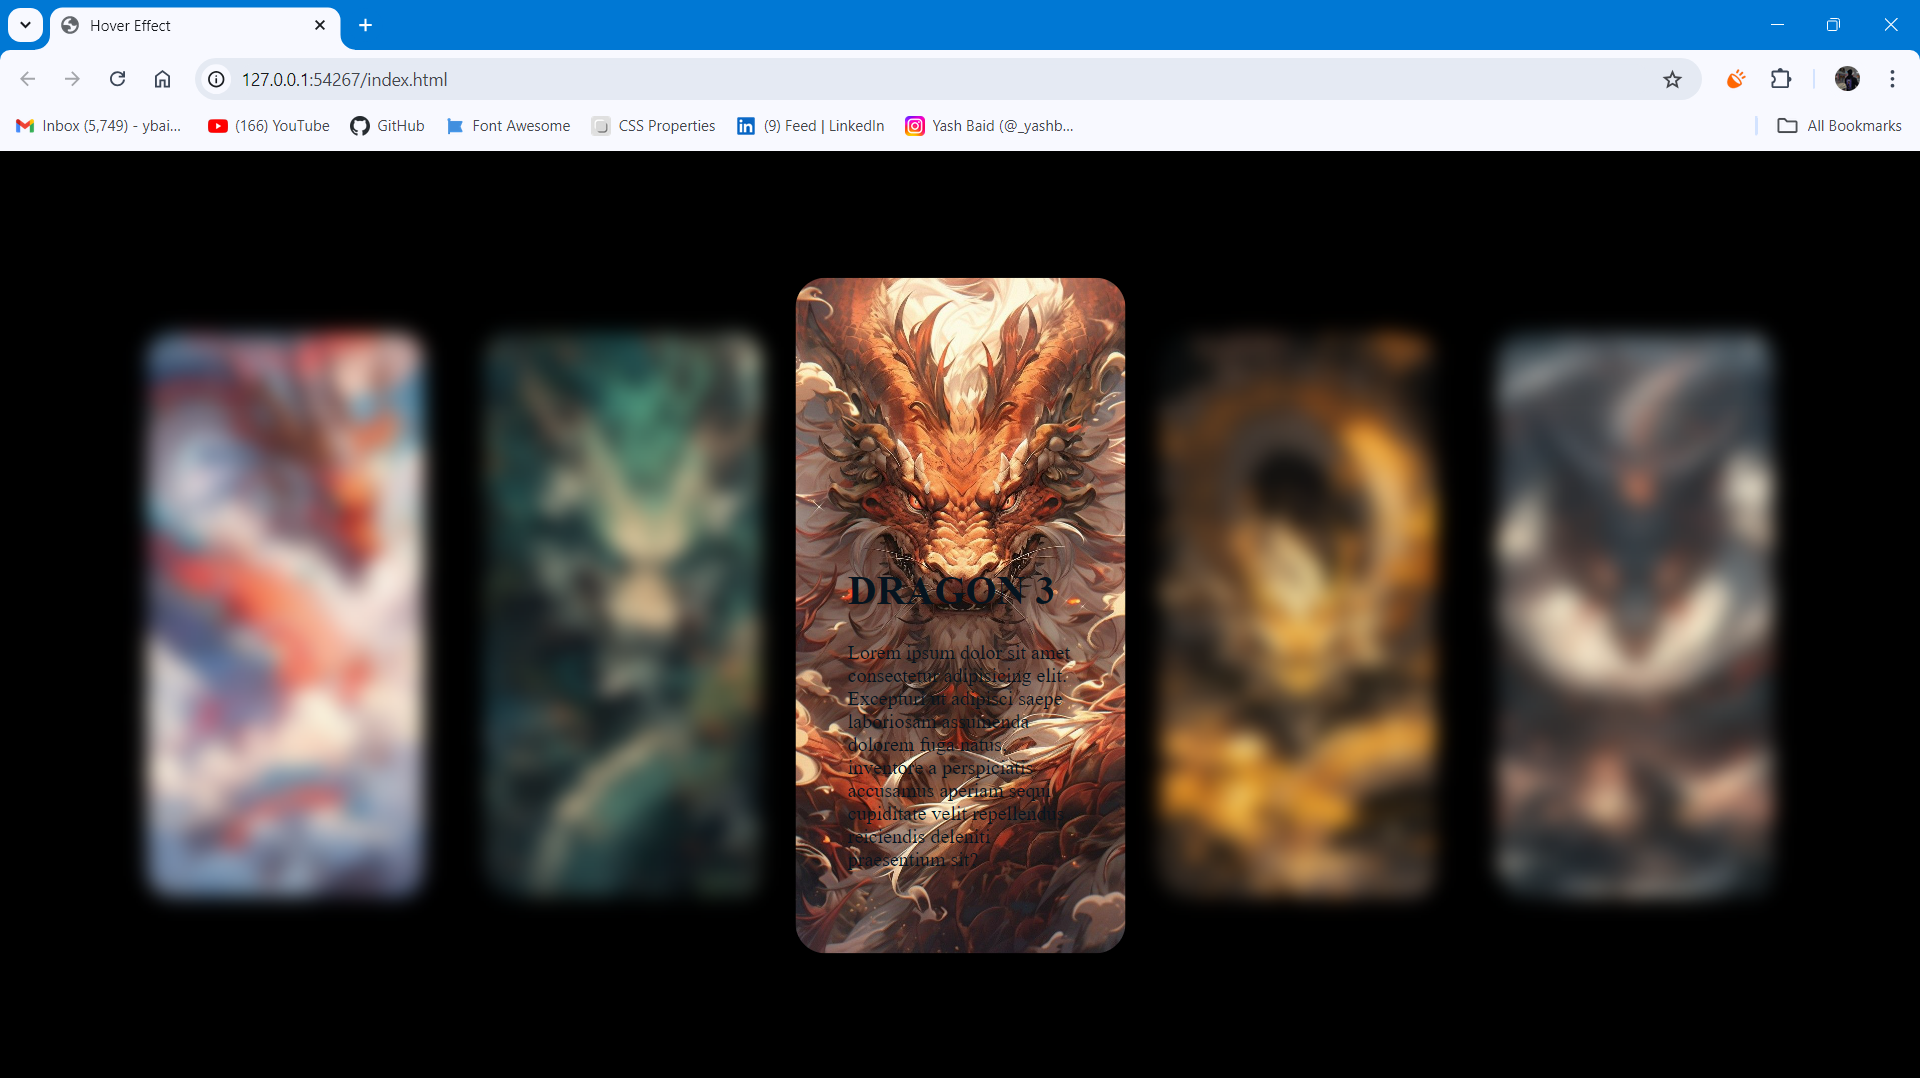 Hover Effect
127.0.0.1:54267/index.html
Inbox (5,749) - ybai...
(166) YouTube
GitHub
Font Awesome
CSS Properties
(9) Feed | LinkedIn
Yash Baid (@_yashb...
All Bookmarks
DRAGON 3
Lorem ipsum dolor sit amet
consectetur adipisicing elit.
Excepturi ut adipisci saepe
laboriosam assumenda
dolorem fuga natus,
inventore a perspiciatis
accusamus aperiam sequi
cupiditate velit repellendus
reiciendis deleniti
praesentium sit?